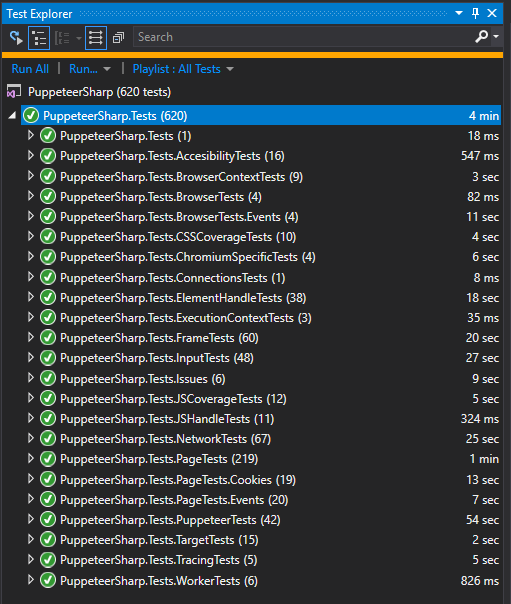 Test Explorer
Search
Run All | Run... Playlist : All Tests
PuppeteerSharp (620 tests)
PuppeteerSharp.Tests (620) 4 min
PuppeteerSharp.Tests (1) 18 ms
PuppeteerSharp.Tests.AccesibilityTests (16) 547 ms
PuppeteerSharp.Tests.BrowserContextTests (9) 3 sec
PuppeteerSharp.Tests.BrowserTests (4) 82 ms
PuppeteerSharp.Tests.BrowserTests.Events (4) 11 sec
PuppeteerSharp.Tests.CSSCoverageTests (10) 4 sec
PuppeteerSharp.Tests.ChromiumSpecificTests (4) 6 sec
PuppeteerSharp.Tests.ConnectionsTests (1) 8 ms
PuppeteerSharp.Tests.ElementHandleTests (38) 18 sec
PuppeteerSharp.Tests.ExecutionContextTests (3) 35 ms
PuppeteerSharp.Tests.FrameTests (60) 20 sec
PuppeteerSharp.Tests.InputTests (48) 27 sec
PuppeteerSharp.Tests.Issues (6) 9 sec
PuppeteerSharp.Tests.JSCoverageTests (12) 5 sec
PuppeteerSharp.Tests.JSHandleTests (11) 324 ms
PuppeteerSharp.Tests.NetworkTests (67) 25 sec
PuppeteerSharp.Tests.PageTests (219) 1 min
PuppeteerSharp.Tests.PageTests.Cookies (19) 13 sec
PuppeteerSharp.Tests.PageTests.Events (20) 7 sec
PuppeteerSharp.Tests.PuppeteerTests (42) 54 sec
PuppeteerSharp.Tests.TargetTests (15) 2 sec
PuppeteerSharp.Tests.TracingTests (5) 5 sec
PuppeteerSharp.Tests.WorkerTests (6) 826 ms